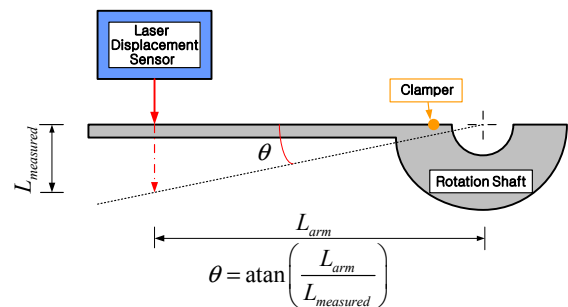 Laser
Displacement
Sensor
Clamper
L_measured
θ
Rotation Shaft
L_arm
θ = atan(L_arm / L_measured)